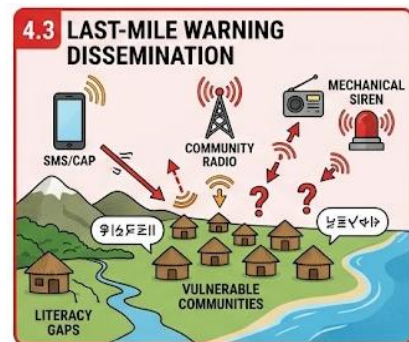 4.3 LAST-MILE WARNING
DISSEMINATION
SMS/CAP
COMMUNITY
RADIO
MECHANICAL
SIREN
?
?
LITERACY
GAPS
VULNERABLE
COMMUNITIES